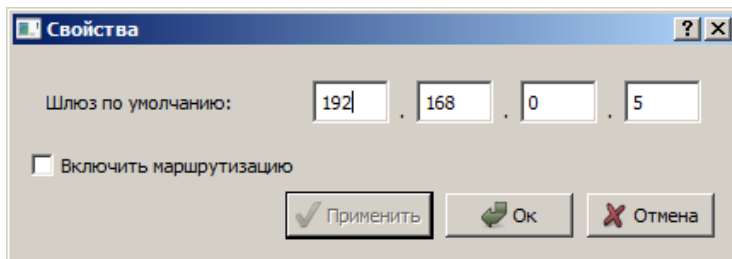 Свойства
Шлюз по умолчанию: 192 . 168 . 0 . 5
Включить маршрутизацию
Применить Ок Отмена